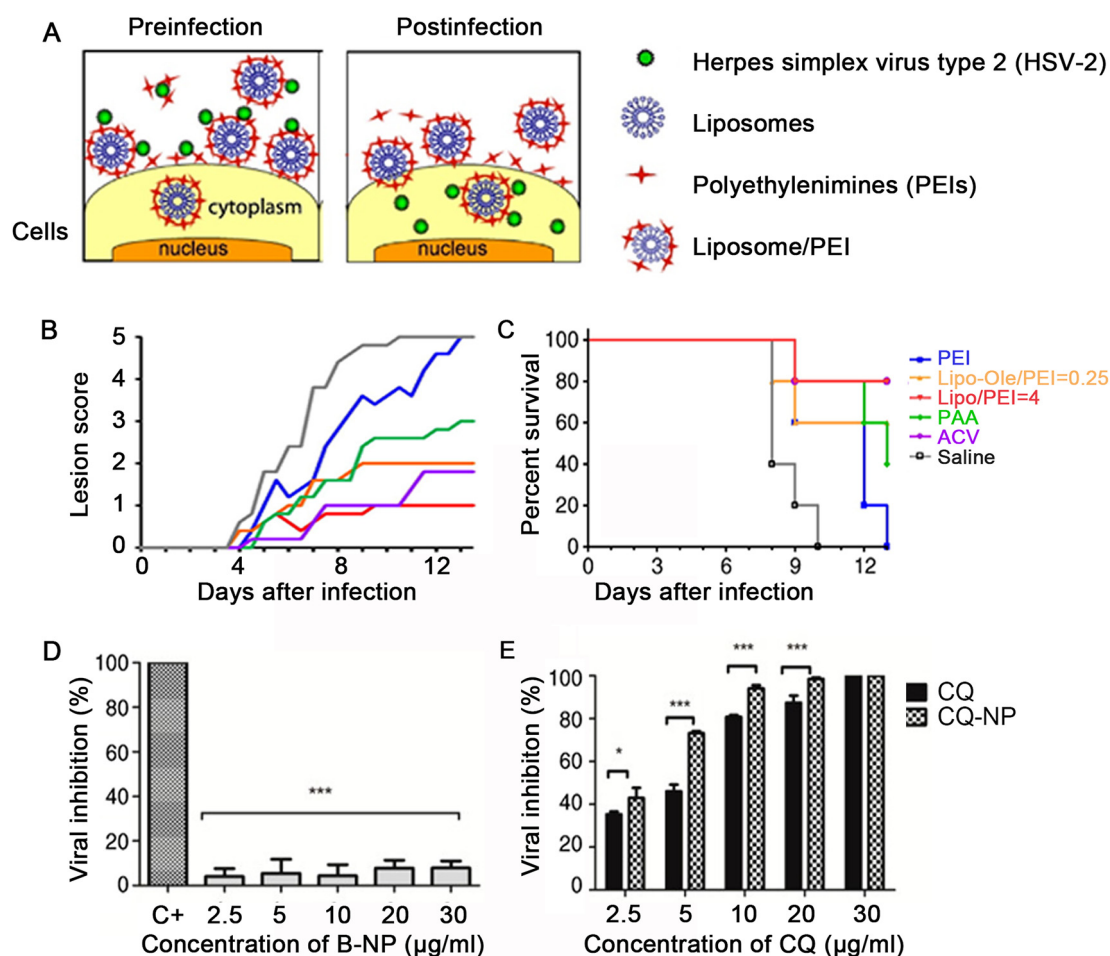 A
Preinfection
Postinfection
cytoplasm
nucleus
nucleus
Cells
Herpes simplex virus type 2 (HSV-2)
Liposomes
Polyethylenimines (PEIs)
Liposome/PEI
B
Lesion score
5
4
3
2
1
0
0 4 8 12
Days after infection
C
Percent survival
100
80
60
40
20
0
0 3 6 9 12
Days after infection
PEI
Lipo-Ole/PEI=0.25
Lipo/PEI=4
PAA
ACV
Saline
D
Viral inhibition (%)
100
80
60
40
20
0
***
C+ 2.5 5 10 20 30
Concentration of B-NP (µg/ml)
E
Viral inhibiton (%)
100
80
60
40
20
0
* *** *** ***
2.5 5 10 20 30
Concentration of CQ (µg/ml)
CQ
CQ-NP